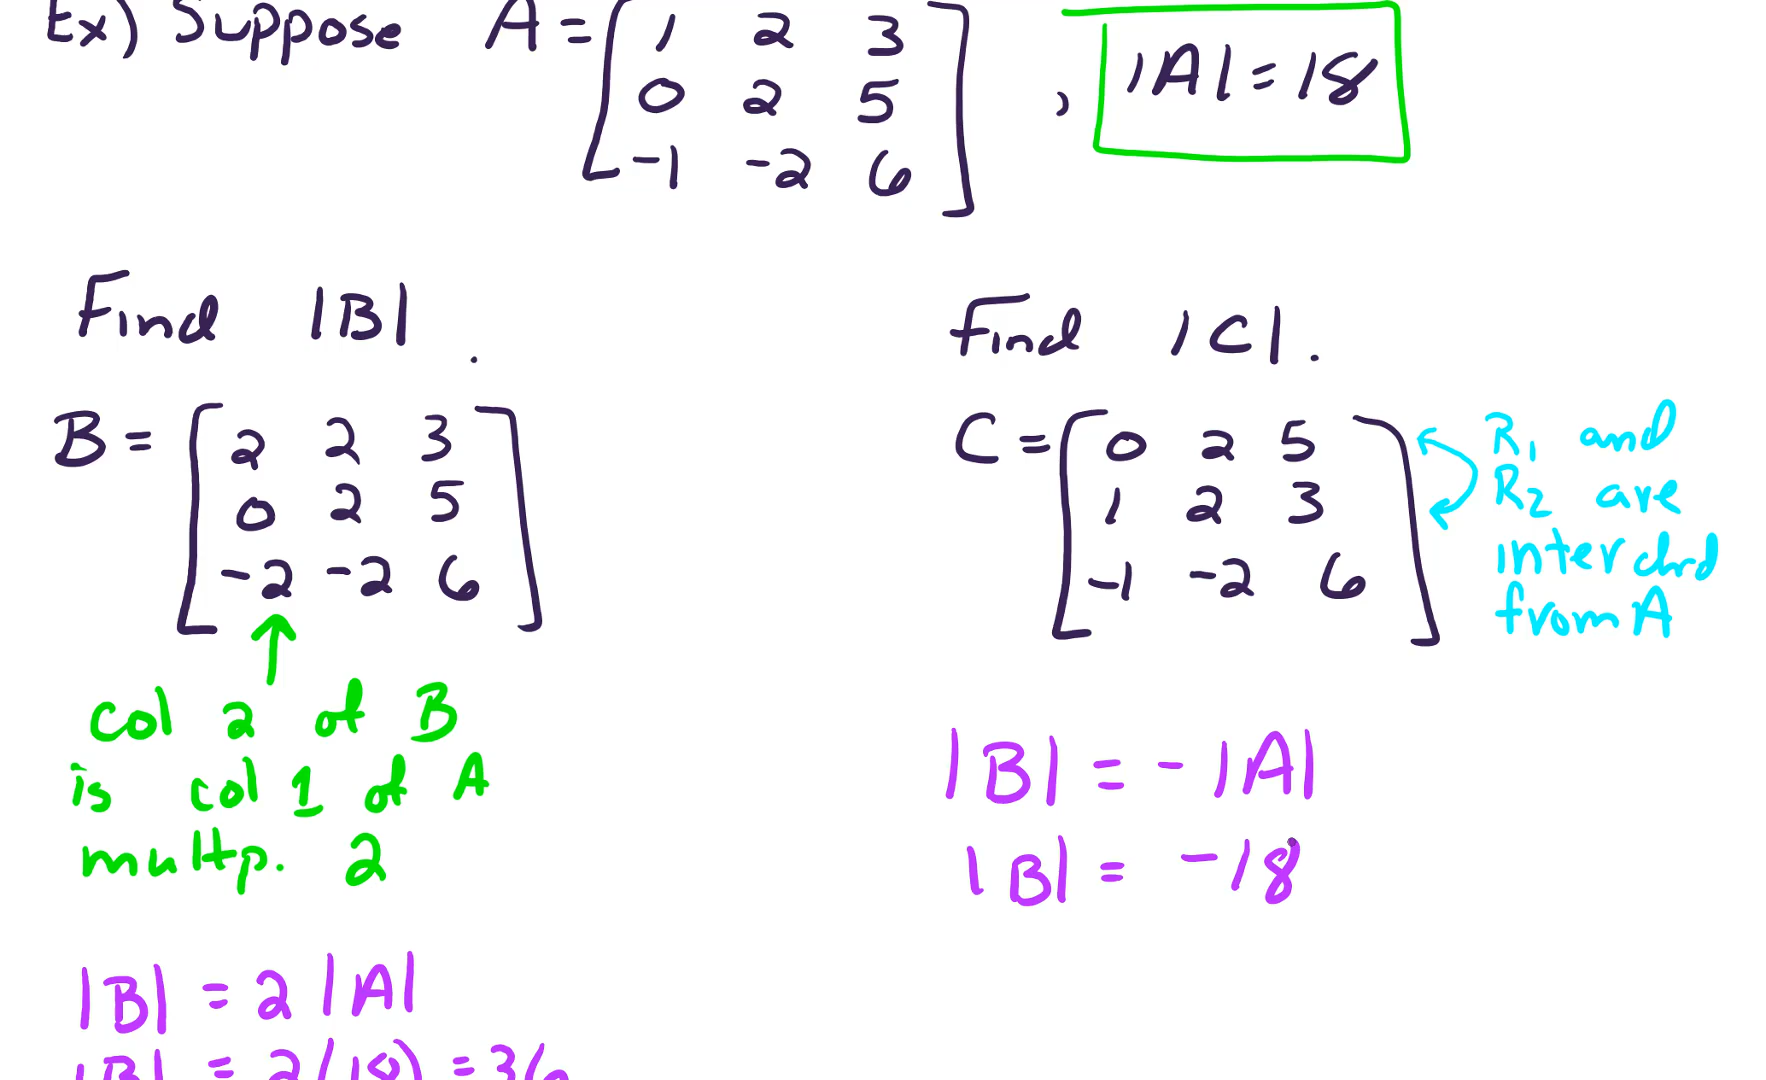 Ex) Suppose A = [ 1 2 3
0 2 5
-1 -2 6 ] , |A| = 18
Find |B| .
B = [ 2 2 3
0 2 5
-2 -2 6 ]
↑
col 2 of B
is col 1 of A
multp. 2
|B| = 2 |A|
|B| = 2(18) = 36
Find |C| .
C = [ 0 2 5
1 2 3
-1 -2 6 ]
R₁ and
R₂ are
interchd
from A
|B| = - |A|
|B| = -18